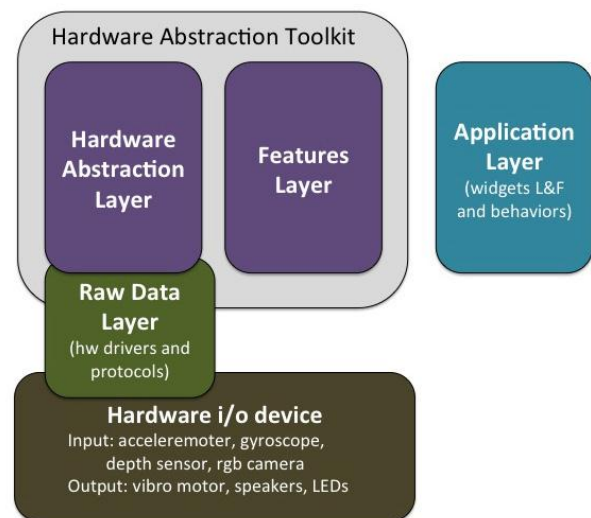 Hardware Abstraction Toolkit
Hardware
Abstraction
Layer
Features
Layer
Application
Layer
(widgets L&F
and behaviors)
Raw Data
Layer
(hw drivers and
protocols)
Hardware i/o device
Input: acceleremoter, gyroscope,
depth sensor, rgb camera
Output: vibro motor, speakers, LEDs